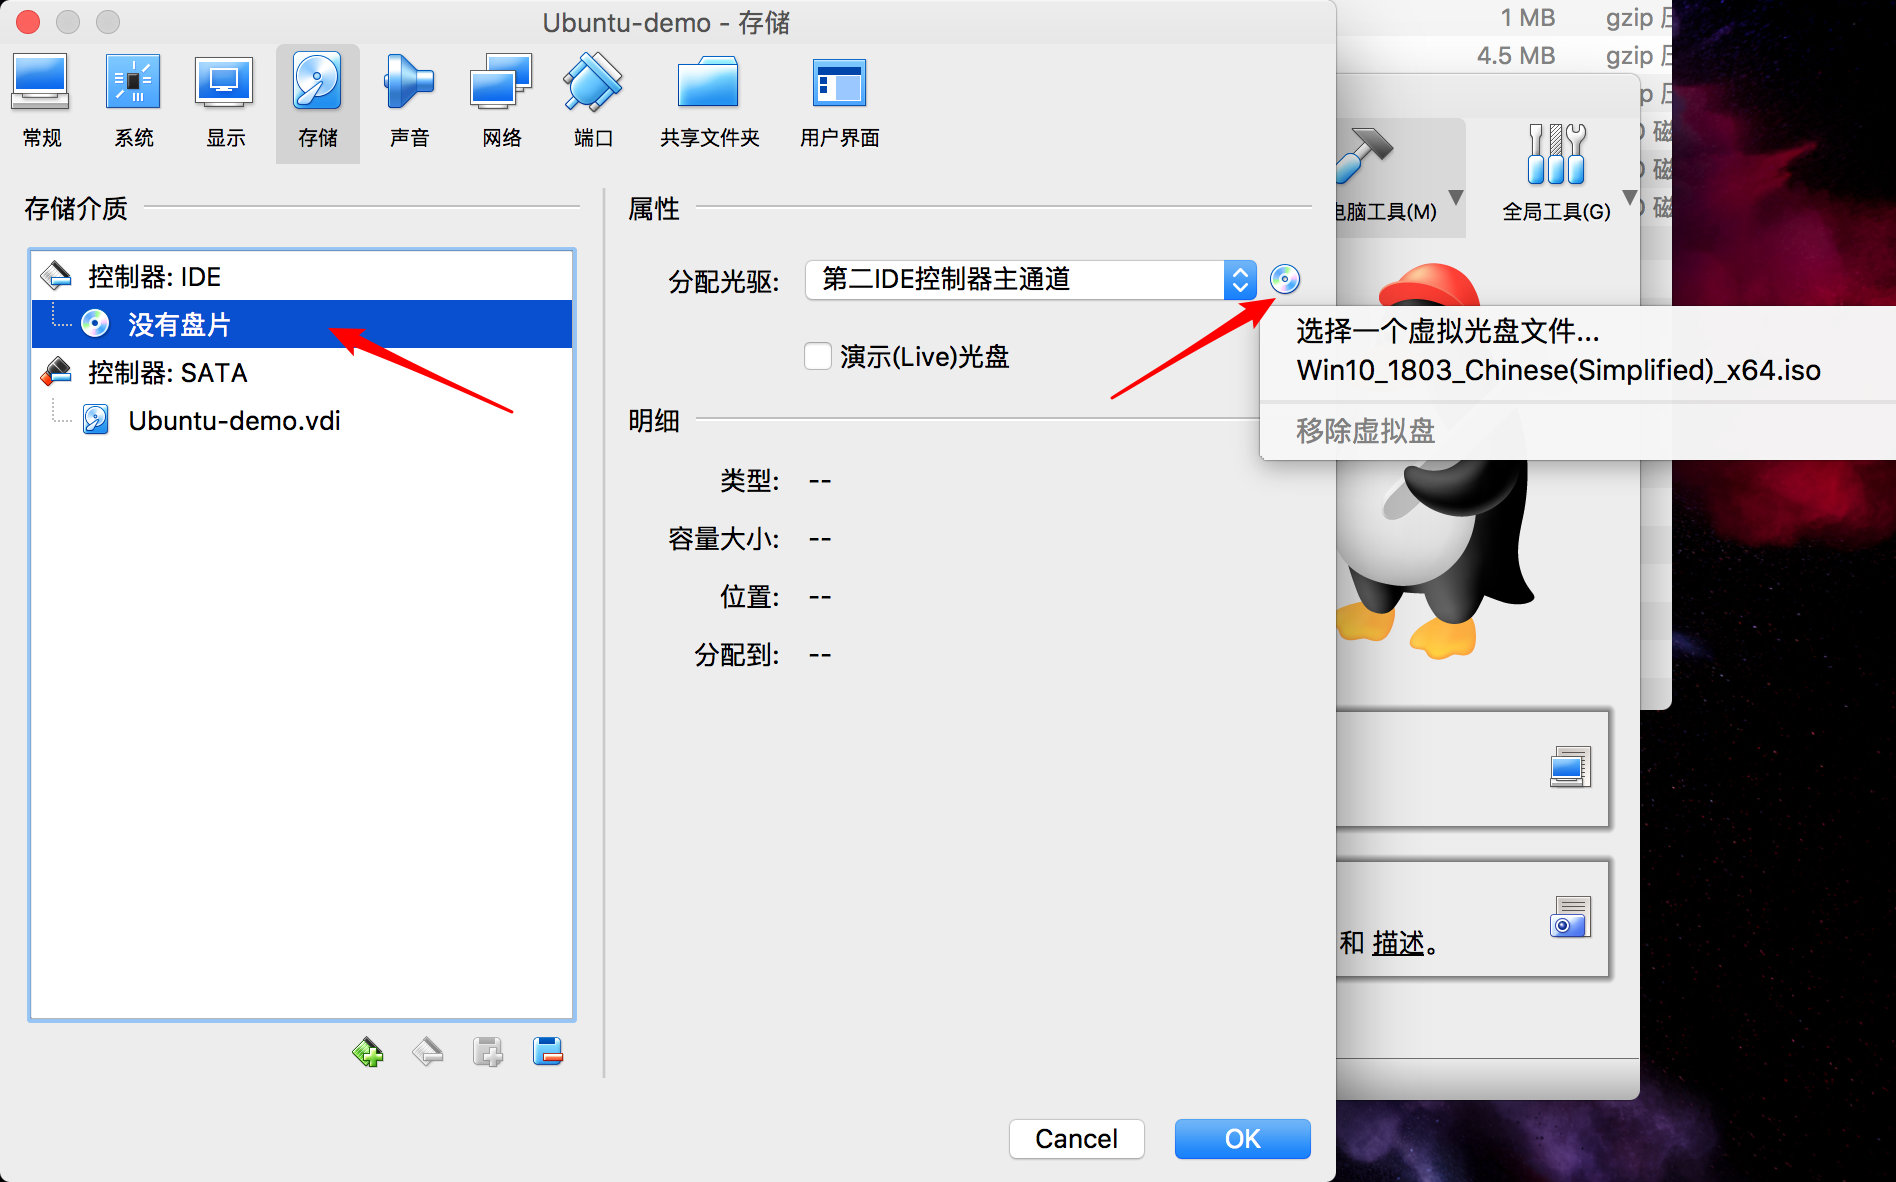 Ubuntu-demo - 存储
常规
系统
显示
存储
声音
网络
端口
共享文件夹
用户界面
存储介质
控制器: IDE
没有盘片
控制器: SATA
Ubuntu-demo.vdi
属性
分配光驱:
第二IDE控制器主通道
演示(Live)光盘
明细
类型: --
容量大小: --
位置: --
分配到: --
Cancel
OK
选择一个虚拟光盘文件...
Win10_1803_Chinese(Simplified)_x64.iso
移除虚拟盘
1 MB gzip
4.5 MB gzip
磁
磁
磁
脑工具(M)
全局工具(G)
和 描述。